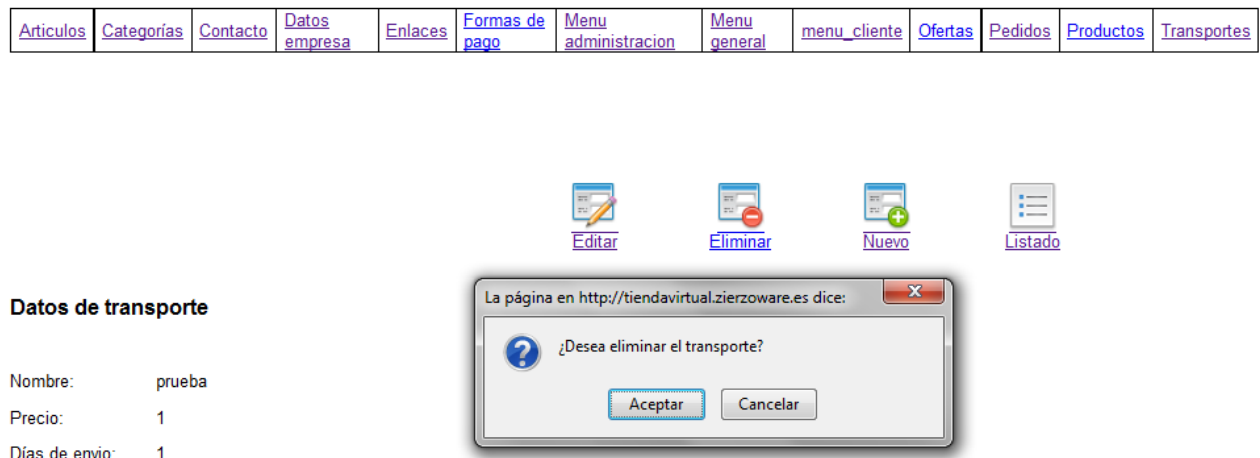 Articulos Categorías Contacto Datos empresa Enlaces Formas de pago Menu administracion Menu general menu_cliente Ofertas Pedidos Productos Transportes
Editar Eliminar Nuevo Listado
Datos de transporte
La página en http://tiendavirtual.zierzoware.es dice:
¿Desea eliminar el transporte?
Aceptar Cancelar
Nombre: prueba
Precio: 1
Días de envio: 1